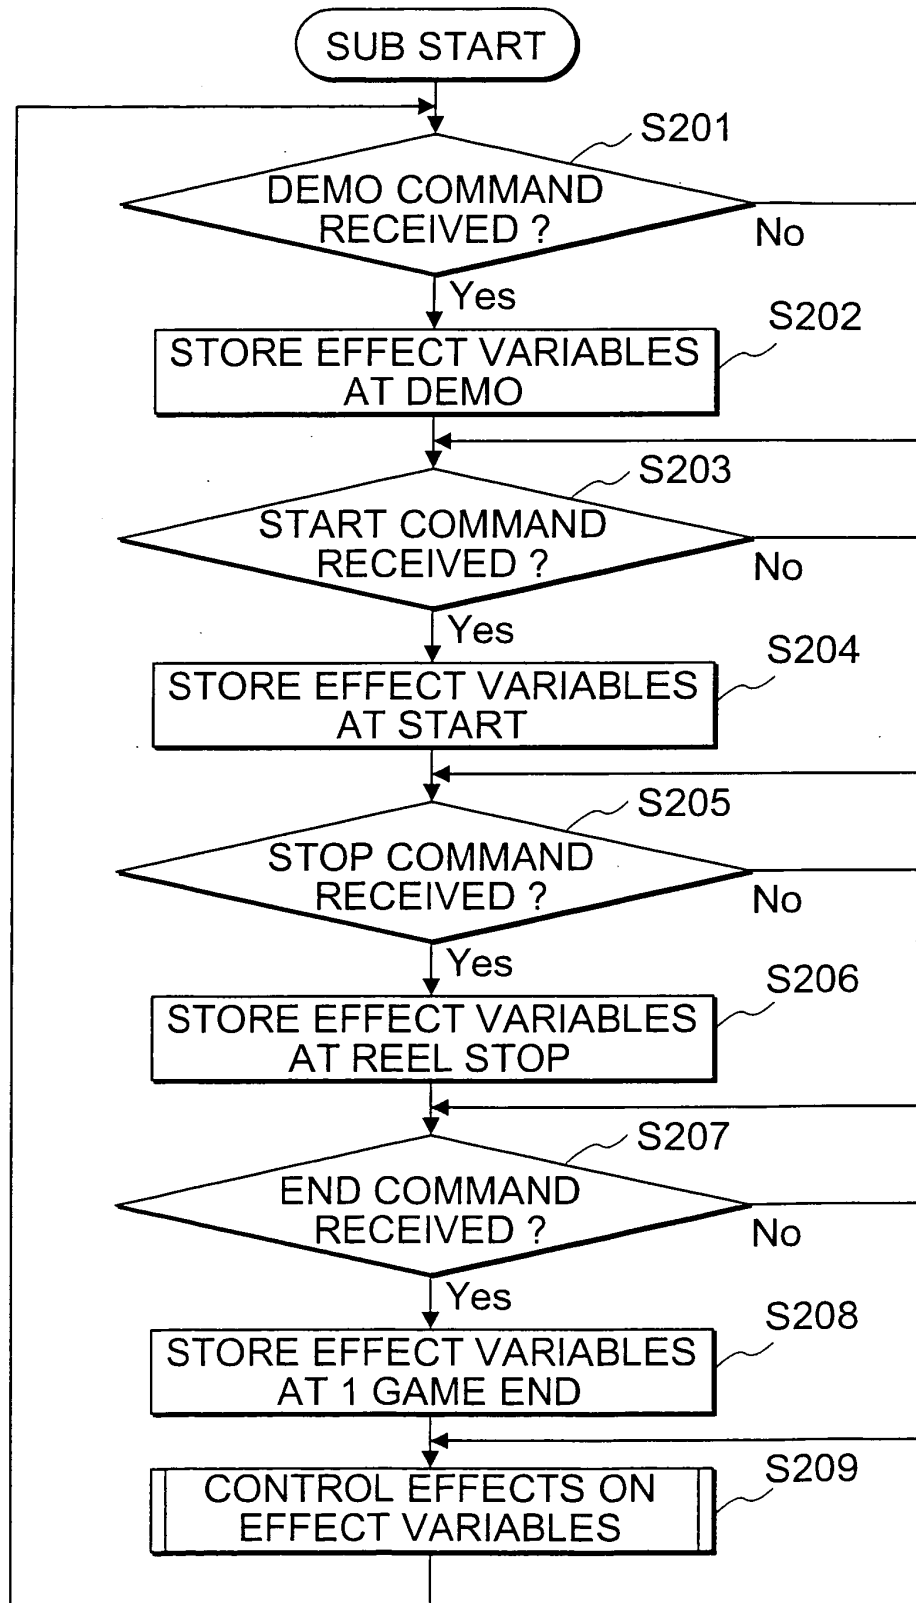 SUB START
S201
DEMO COMMAND
RECEIVED ?
No
Yes
S202
STORE EFFECT VARIABLES
AT DEMO
S203
START COMMAND
RECEIVED ?
No
Yes
S204
STORE EFFECT VARIABLES
AT START
S205
STOP COMMAND
RECEIVED ?
No
Yes
S206
STORE EFFECT VARIABLES
AT REEL STOP
S207
END COMMAND
RECEIVED ?
No
Yes
S208
STORE EFFECT VARIABLES
AT 1 GAME END
S209
CONTROL EFFECTS ON
EFFECT VARIABLES